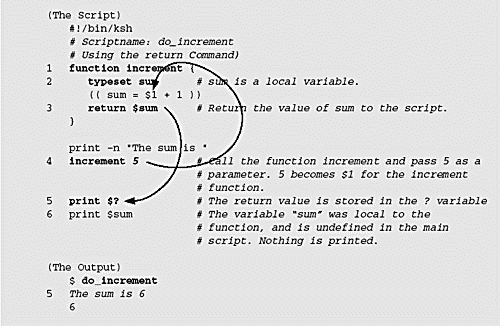 (The Script)
#!/bin/ksh
# Scriptname: do_increment
# Using the return Command)
1 function increment {
2 typeset sum # sum is a local variable.
(( sum = $1 + 1 ))
3 return $sum # Return the value of sum to the script.
}
print -n "The sum is "
4 increment 5 # Call the function increment and pass 5 as a
# parameter. 5 becomes $1 for the increment
# function.
5 print $? # The return value is stored in the ? variable
6 print $sum # The variable "sum" was local to the
# function, and is undefined in the main
# script. Nothing is printed.
(The Output)
$ do_increment
5 The sum is 6
6